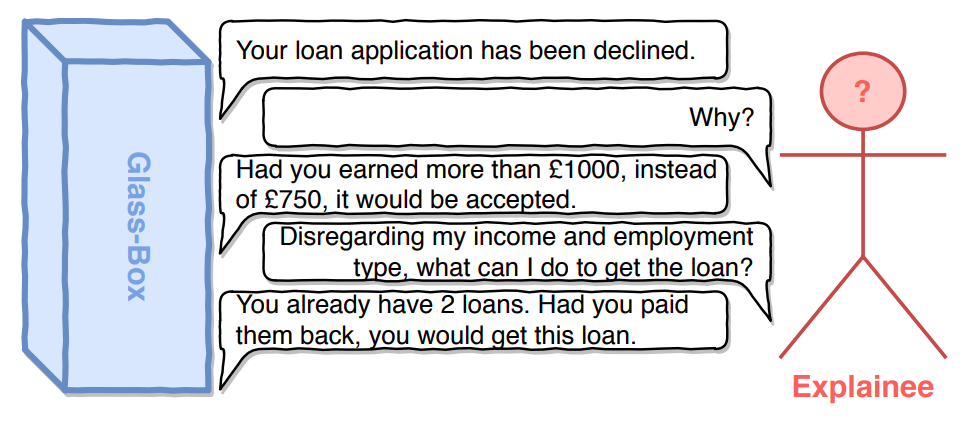 Your loan application has been declined.
Why?
Had you earned more than £1000, instead
of £750, it would be accepted.
Disregarding my income and employment
type, what can I do to get the loan?
You already have 2 loans. Had you paid
them back, you would get this loan.
Glass-Box
?
Explainee